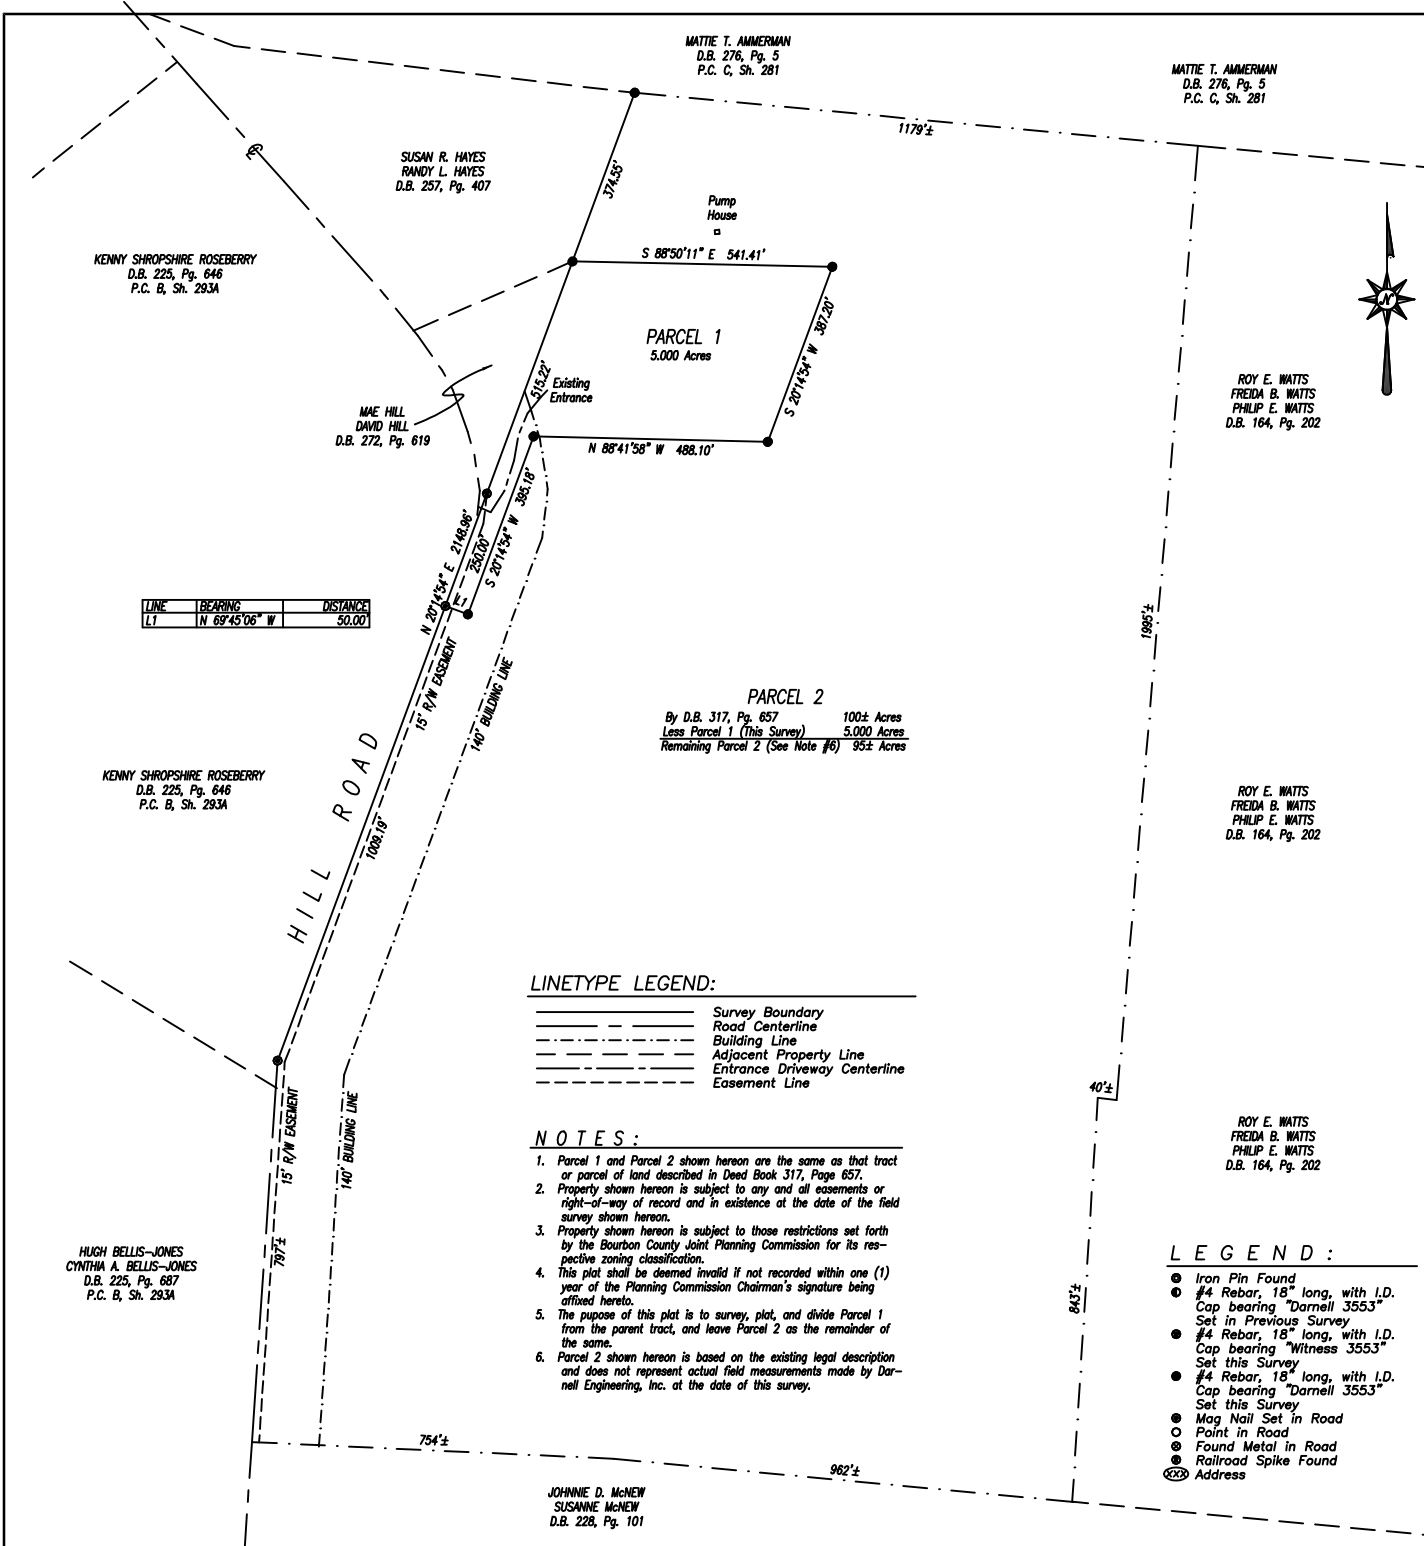 MATTIE T. AMMERMAN
D.B. 276, Pg. 5
P.C. C, Sh. 281
MATTIE T. AMMERMAN
D.B. 276, Pg. 5
P.C. C, Sh. 281
1179'±
SUSAN R. HAYES
RANDY L. HAYES
D.B. 257, Pg. 407
374.55'
Pump
House
S 88°50'11" E 541.41'
KENNY SHROPSHIRE ROSEBERRY
D.B. 225, Pg. 646
P.C. B, Sh. 293A
N
PARCEL 1
5.000 Acres
S 20°14'54" W 387.20'
515.22'
Existing
Entrance
ROY E. WATTS
FREIDA B. WATTS
PHILIP E. WATTS
D.B. 164, Pg. 202
MAE HILL
DAVID HILL
D.B. 272, Pg. 619
N 88°41'58" W 488.10'
S 20°14'54" W 395.18'
N 20°14'54" E 2148.96'
250.00'
L1
LINE BEARING DISTANCE
L1 N 69°45'06" W 50.00'
1995'±
15' R/W EASEMENT
140' BUILDING LINE
PARCEL 2
By D.B. 317, Pg. 657 100± Acres
Less Parcel 1 (This Survey) 5.000 Acres
Remaining Parcel 2 (See Note #6) 95± Acres
HILL ROAD
1009.19'
KENNY SHROPSHIRE ROSEBERRY
D.B. 225, Pg. 646
P.C. B, Sh. 293A
ROY E. WATTS
FREIDA B. WATTS
PHILIP E. WATTS
D.B. 164, Pg. 202
LINETYPE LEGEND:
Survey Boundary
Road Centerline
Building Line
Adjacent Property Line
Entrance Driveway Centerline
Easement Line
40'±
15' R/W EASEMENT
140' BUILDING LINE
ROY E. WATTS
FREIDA B. WATTS
PHILIP E. WATTS
D.B. 164, Pg. 202
NOTES:
1. Parcel 1 and Parcel 2 shown hereon are the same as that tract
or parcel of land described in Deed Book 317, Page 657.
2. Property shown hereon is subject to any and all easements or
right-of-way of record and in existence at the date of the field
survey shown hereon.
3. Property shown hereon is subject to those restrictions set forth
by the Bourbon County Joint Planning Commission for its res-
pective zoning classification.
4. This plat shall be deemed invalid if not recorded within one (1)
year of the Planning Commission Chairman's signature being
affixed hereto.
5. The pupose of this plat is to survey, plat, and divide Parcel 1
from the parent tract, and leave Parcel 2 as the remainder of
the same.
6. Parcel 2 shown hereon is based on the existing legal description
and does not represent actual field measurements made by Dar-
nell Engineering, Inc. at the date of this survey.
797'±
HUGH BELLIS-JONES
CYNTHIA A. BELLIS-JONES
D.B. 225, Pg. 687
P.C. B, Sh. 293A
843'±
LEGEND:
Iron Pin Found
#4 Rebar, 18" long, with I.D.
Cap bearing "Darnell 3553"
Set in Previous Survey
#4 Rebar, 18" long, with I.D.
Cap bearing "Witness 3553"
Set this Survey
#4 Rebar, 18" long, with I.D.
Cap bearing "Darnell 3553"
Set this Survey
Mag Nail Set in Road
Point in Road
Found Metal in Road
Railroad Spike Found
XXX Address
754'±
962'±
JOHNNIE D. McNEW
SUSANNE McNEW
D.B. 228, Pg. 101